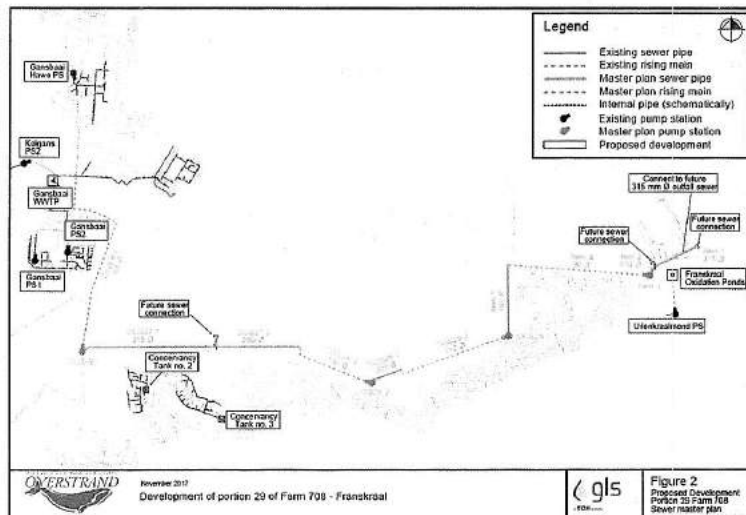 Legend
Existing sewer pipe
Existing rising main
Master plan sewer pipe
Master plan rising main
Internal pipe (schematically)
Existing pump station
Master plan pump station
Proposed development
Gansbaai
Hawe PS
Kolgans
PS2
Gansbaai
WWTP
Gansbaai
PS2
Gansbaai
PS1
Connect to future
315 mm Ø outfall sewer
Future sewer
connection
Future sewer
connection
Franskraal
Oxidation Ponds
Uilenkraalmond PS
Future sewer
connection
Concervancy
Tank no. 2
Concervancy
Tank no. 3
OVERSTRAND
November 2017
Development of portion 29 of Farm 708 - Franskraal
gls
Figure 2
Proposed Development
Portion 29 Farm 708
Sewer master plan